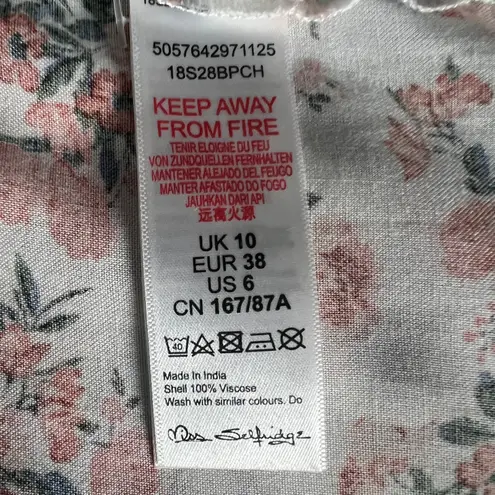 5057642971125
18S28BPCH
KEEP AWAY
FROM FIRE
TENIR ELOIGNE DU FEU
VON ZUNDQUELLEN FERNHALTEN
MANTENER ALEJADO DEL FEUGO
MANTER AFASTADO DO FOGO
JAUHKAN DARI API
远离火源
UK 10
EUR 38
US 6
CN 167/87A
40
Made In India
Shell 100% Viscose
Wash with similar colours. Do
Miss Selfridge